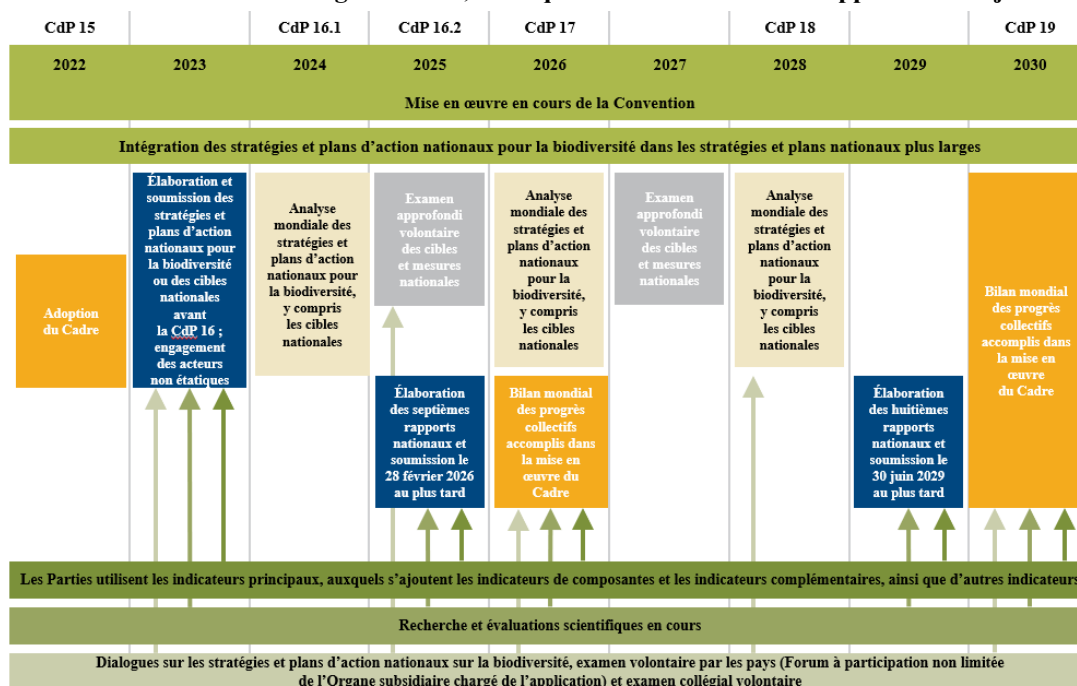 CdP 15 CdP 16.1 CdP 16.2 CdP 17 CdP 18 CdP 19
2022 2023 2024 2025 2026 2027 2028 2029 2030
Mise en œuvre en cours de la Convention
Intégration des stratégies et plans d’action nationaux pour la biodiversité dans les stratégies et plans nationaux plus larges
Adoption
du Cadre
Élaboration et
soumission des
stratégies et
plans d’action
nationaux pour
la biodiversité
ou des cibles
nationales
avant
la CdP 16 ;
engagement
des acteurs
non étatiques
Analyse
mondiale des
stratégies et
plans d’action
nationaux pour
la biodiversité,
y compris
les cibles
nationales
Examen
approfondi
volontaire
des cibles
et mesures
nationales
Élaboration
des septièmes
rapports
nationaux et
soumission le
28 février 2026
au plus tard
Analyse
mondiale des
stratégies et
plans d’action
nationaux
pour la
biodiversité,
y compris
les cibles
nationales
Bilan mondial
des progrès
collectifs
accomplis dans
la mise en
œuvre du
Cadre
Examen
approfondi
volontaire
des cibles
et mesures
nationales
Analyse
mondiale des
stratégies et
plans d’action
nationaux
pour la
biodiversité,
y compris
les cibles
nationales
Élaboration
des huitièmes
rapports
nationaux et
soumission le
30 juin 2029
au plus tard
Bilan mondial
des progrès
collectifs
accomplis dans
la mise en
œuvre
du Cadre
Les Parties utilisent les indicateurs principaux, auxquels s’ajoutent les indicateurs de composantes et les indicateurs complémentaires, ainsi que d’autres indicateurs
Recherche et évaluations scientifiques en cours
Dialogues sur les stratégies et plans d’action nationaux sur la biodiversité, examen volontaire par les pays (Forum à participation non limitée
de l’Organe subsidiaire chargé de l’application) et examen collégial volontaire